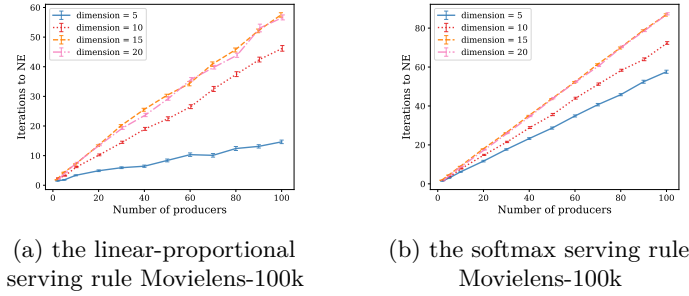 60
50
40
30
20
10
0
Iterations to NE
dimension = 5
dimension = 10
dimension = 15
dimension = 20
0 20 40 60 80 100
Number of producers
80
60
40
20
0
Iterations to NE
dimension = 5
dimension = 10
dimension = 15
dimension = 20
0 20 40 60 80 100
Number of producers
(a) the linear-proportional
serving rule Movielens-100k
(b) the softmax serving rule
Movielens-100k